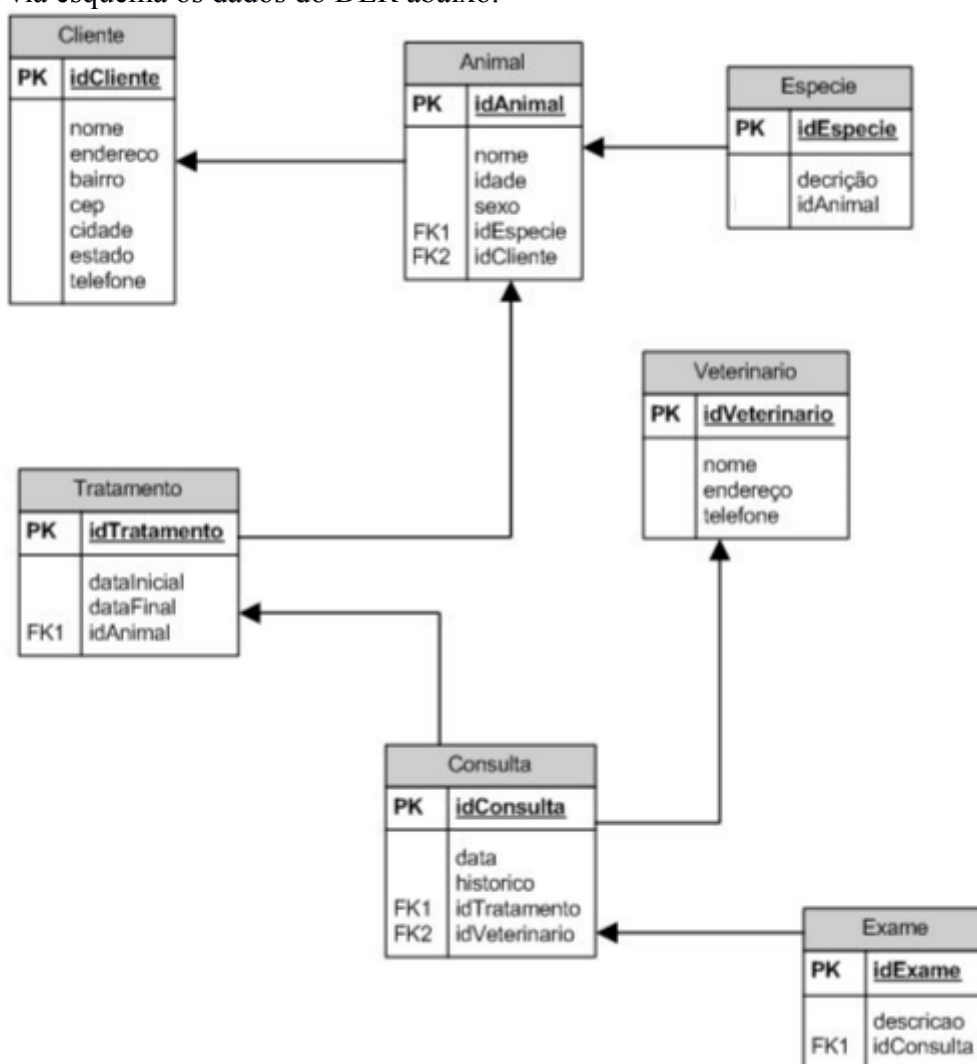 via esquema os dados do DER abaixo:
Cliente
PK idCliente
nome
endereco
bairro
cep
cidade
estado
telefone
Animal
PK idAnimal
nome
idade
sexo
FK1 idEspecie
FK2 idCliente
Especie
PK idEspecie
decrição
idAnimal
Veterinario
PK idVeterinario
nome
endereço
telefone
Tratamento
PK idTratamento
dataInicial
dataFinal
FK1 idAnimal
Consulta
PK idConsulta
data
historico
FK1 idTratamento
FK2 idVeterinario
Exame
PK idExame
descricao
FK1 idConsulta